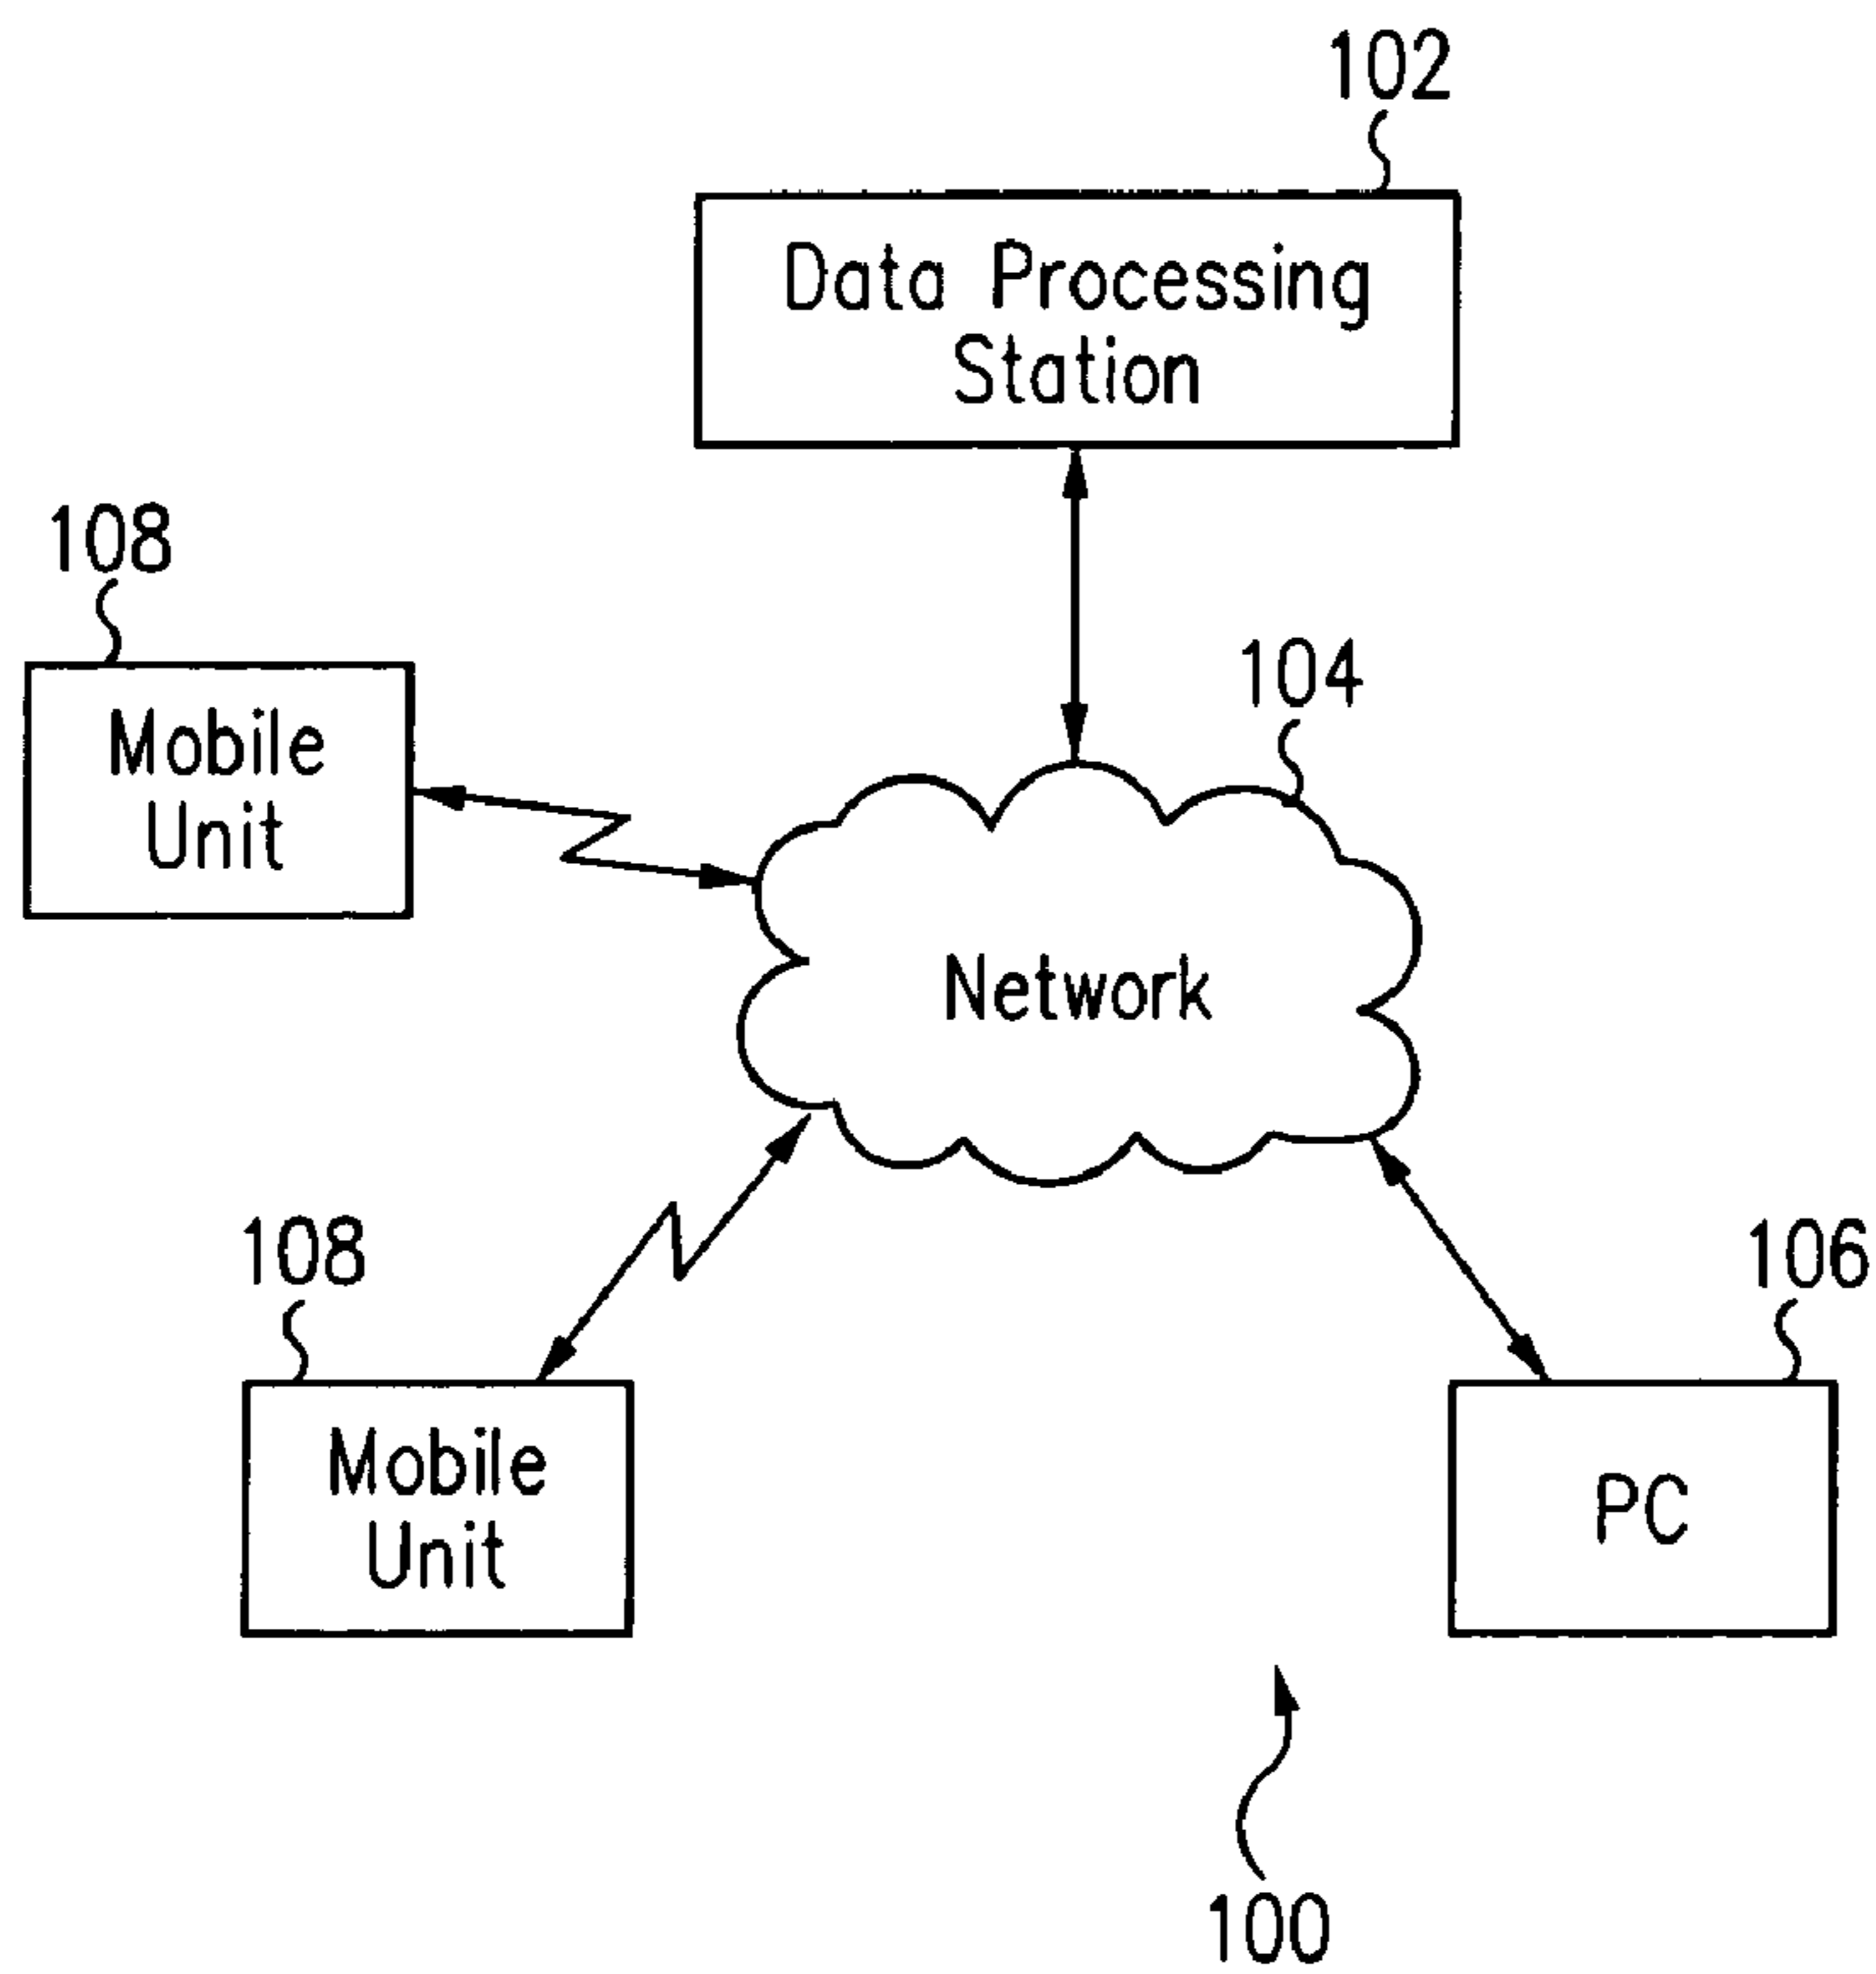 102
Data Processing
Station
108
Mobile
Unit
104
Network
108
Mobile
Unit
106
PC
100